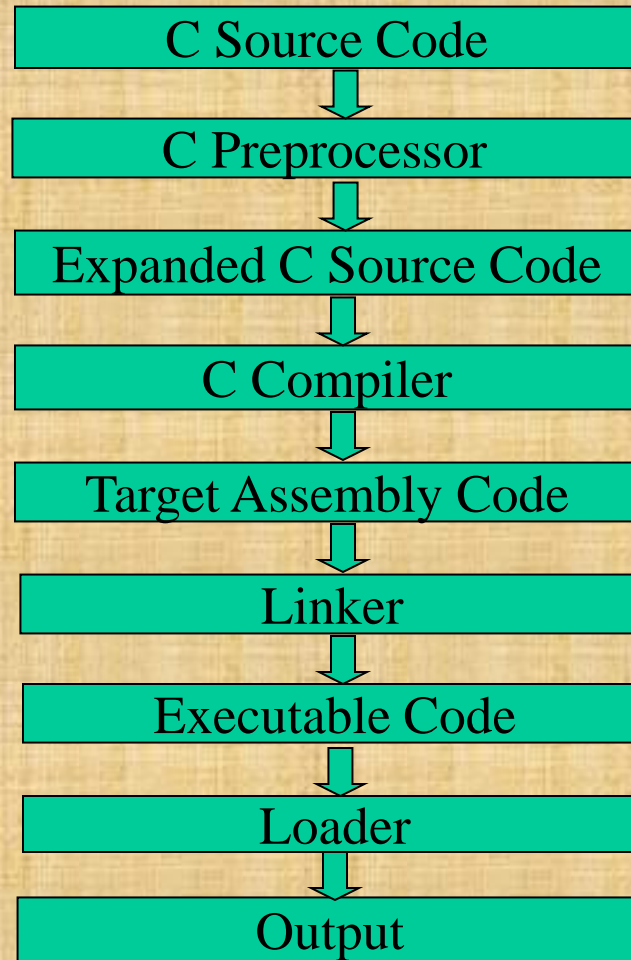 C Source Code
C Preprocessor
Expanded C Source Code
C Compiler
Target Assembly Code
Linker
Executable Code
Loader
Output